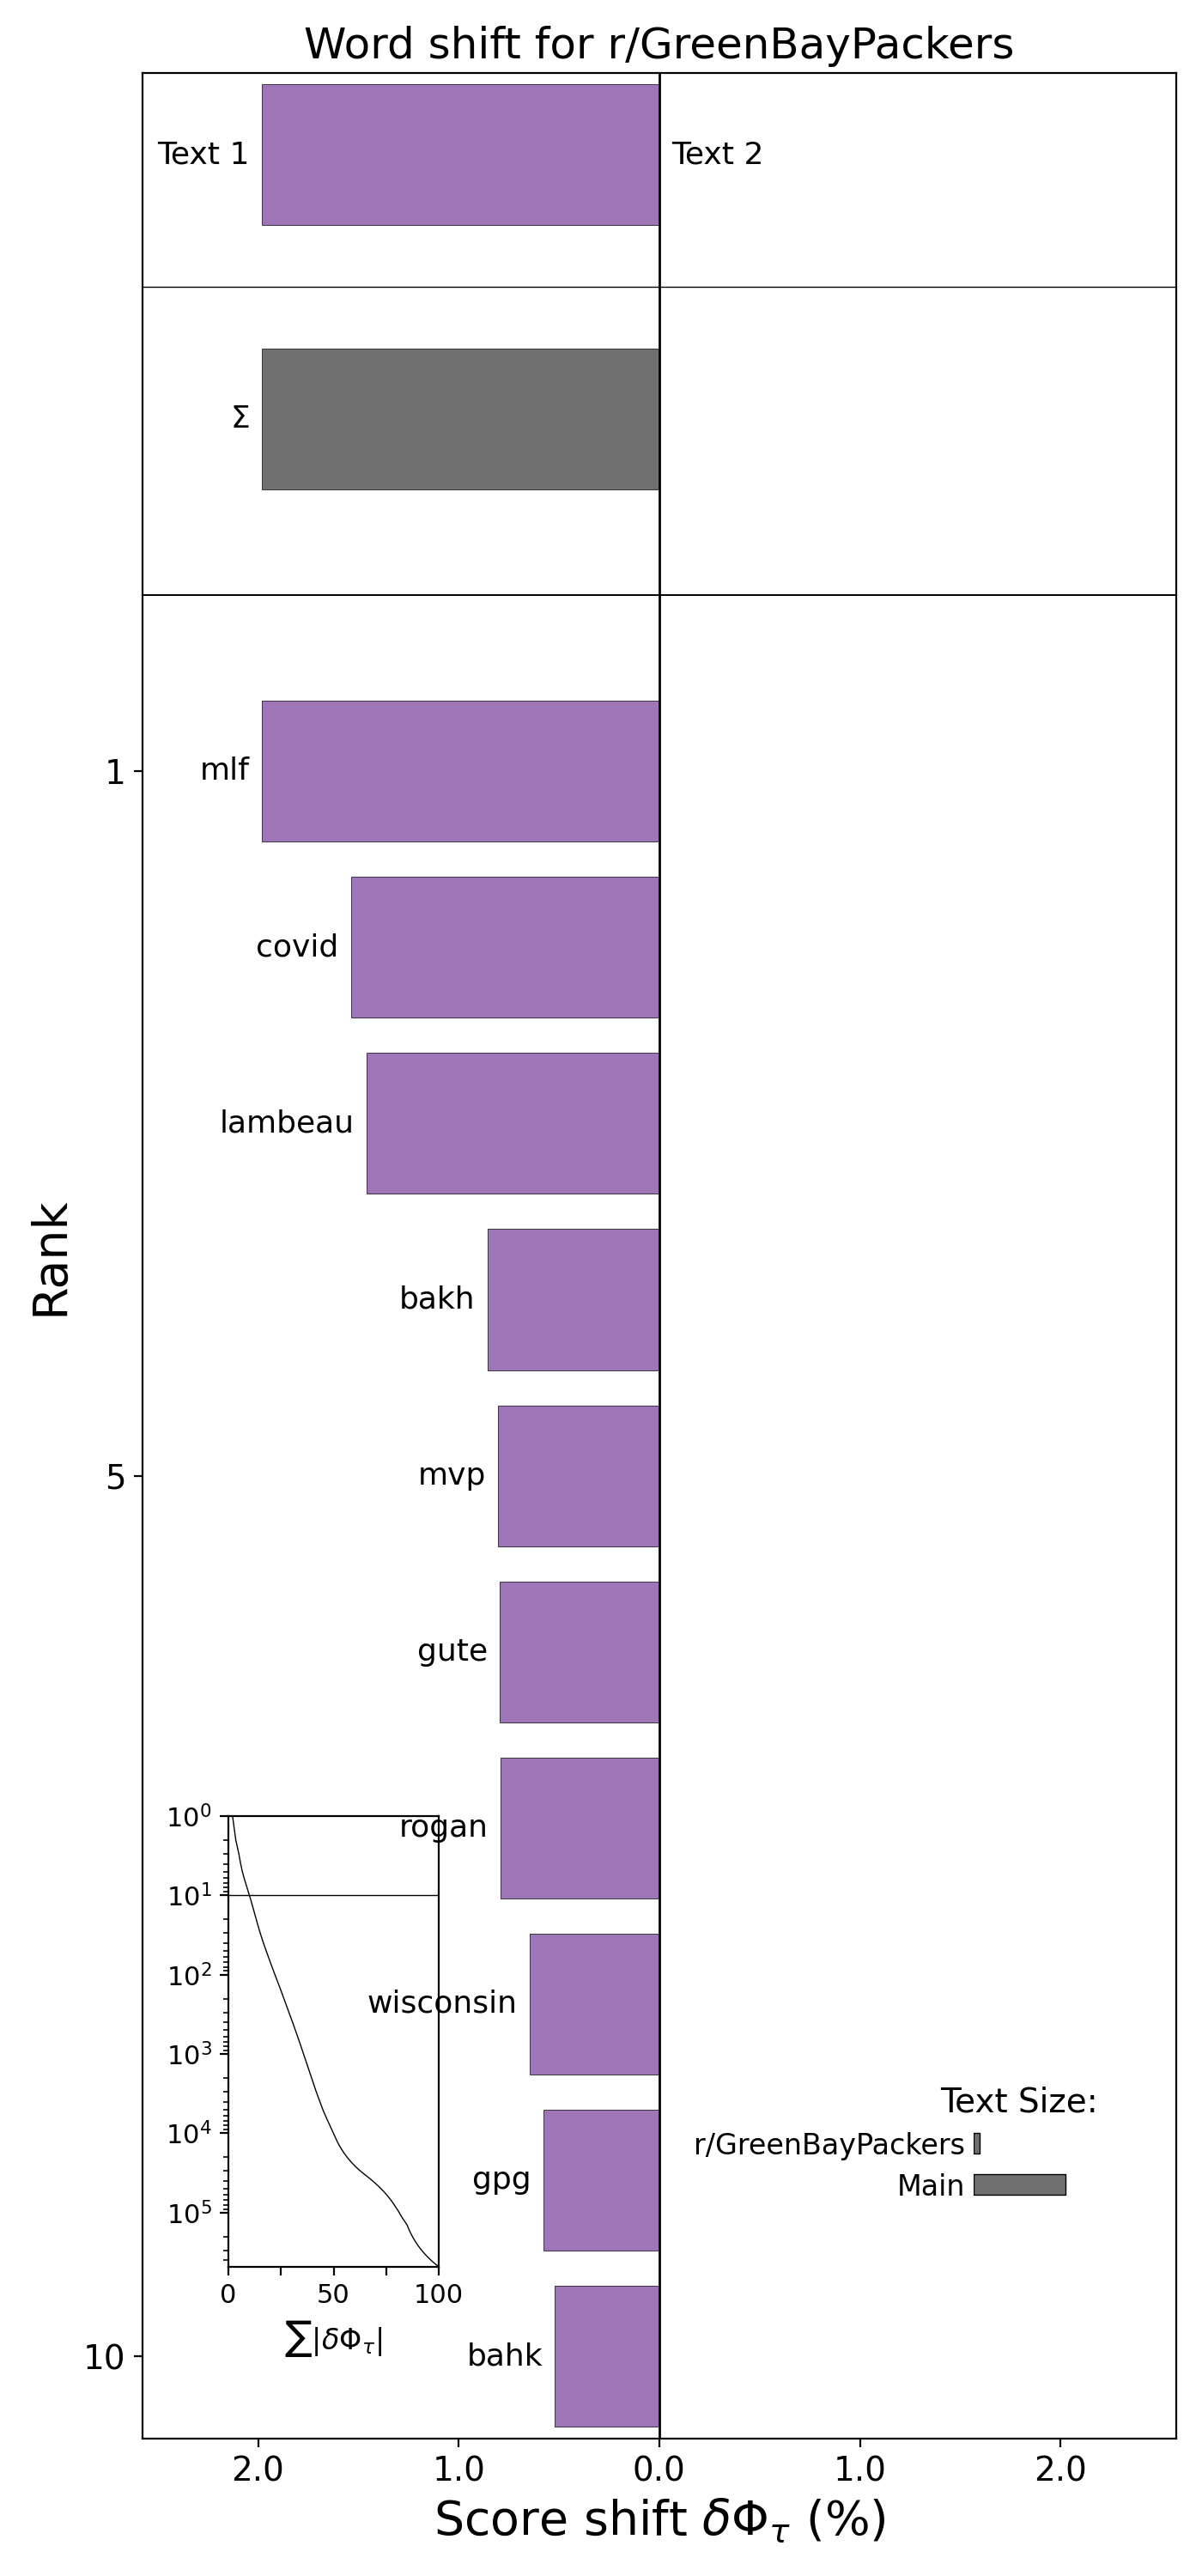 Word shift for r/GreenBayPackers
Text 1
Text 2
Σ
1
mlf
covid
lambeau
bakh
Rank
5
mvp
gute
rogan
wisconsin
gpg
10
bahk
10⁰
10¹
10²
10³
10⁴
10⁵
0 50 100
∑|δΦ_τ|
Text Size:
r/GreenBayPackers
Main
2.0 1.0 0.0 1.0 2.0
Score shift δΦ_τ (%)